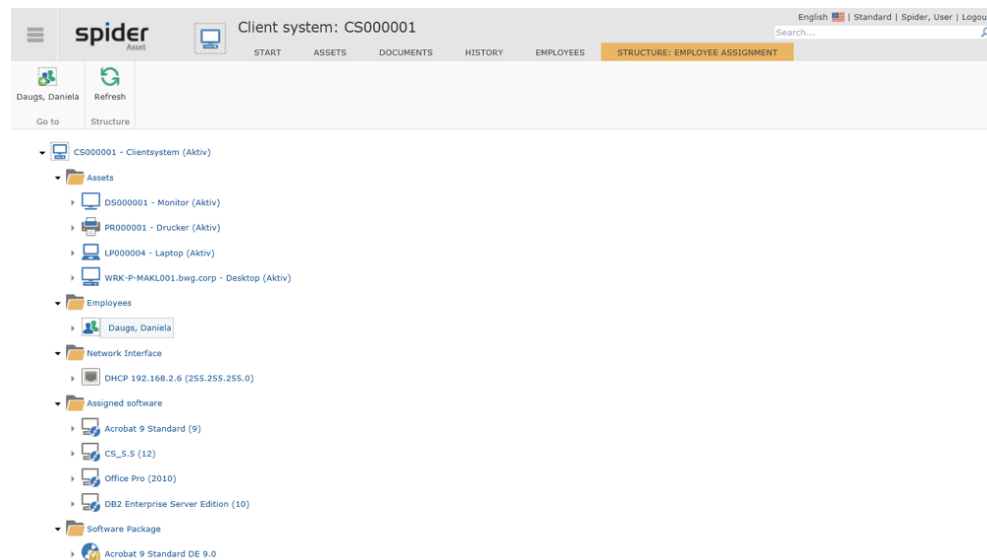 English | Standard | Spider, User | Logou
spider
Asset
Client system: CS000001
Search...
START ASSETS DOCUMENTS HISTORY EMPLOYEES STRUCTURE: EMPLOYEE ASSIGNMENT
Daugs, Daniela Refresh
Go to Structure
CS000001 - Clientsystem (Aktiv)
Assets
DS000001 - Monitor (Aktiv)
PR000001 - Drucker (Aktiv)
LP000004 - Laptop (Aktiv)
WRK-P-MAKL001.bwg.corp - Desktop (Aktiv)
Employees
Daugs, Daniela
Network Interface
DHCP 192.168.2.6 (255.255.255.0)
Assigned software
Acrobat 9 Standard (9)
CS_5.5 (12)
Office Pro (2010)
DB2 Enterprise Server Edition (10)
Software Package
Acrobat 9 Standard DE 9.0